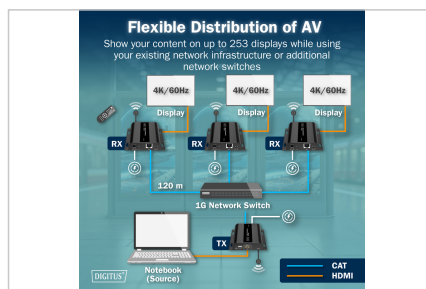 Flexible Distribution of AV
Show your content on up to 253 displays while using
your existing network infrastructure or additional
network switches
4K/60Hz
4K/60Hz
4K/60Hz
Display
Display
Display
RX
RX
RX
120 m
1G Network Switch
TX
Notebook
(Source)
DIGITUS®
CAT
HDMI